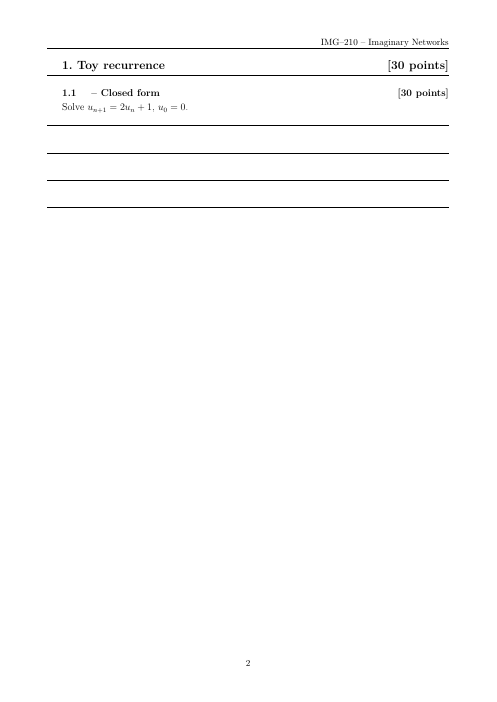 IMG–210 – Imaginary Networks
1. Toy recurrence [30 points]
1.1 – Closed form [30 points]
Solve uₙ₊₁ = 2uₙ + 1, u₀ = 0.
2